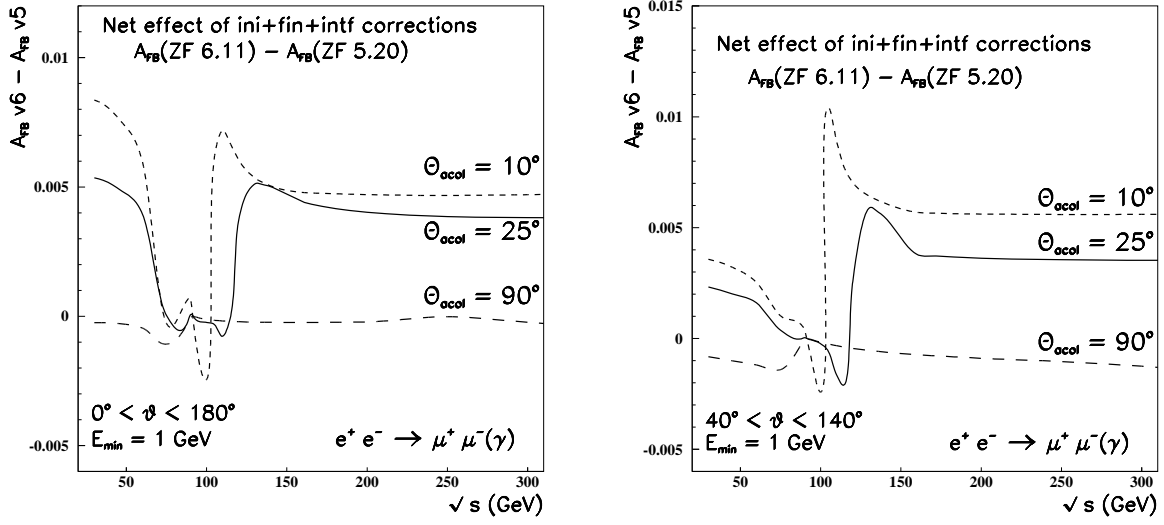 A_FB v6 − A_FB v5
Net effect of ini+fin+intf corrections
A_FB(ZF 6.11) − A_FB(ZF 5.20)
0.01
0.005
0
-0.005
Θ_acol = 10°
Θ_acol = 25°
Θ_acol = 90°
0° < ϑ < 180°
E_min = 1 GeV
e⁺ e⁻ → μ⁺ μ⁻(γ)
50 100 150 200 250 300
√ s (GeV)
A_FB v6 − A_FB v5
Net effect of ini+fin+intf corrections
A_FB(ZF 6.11) − A_FB(ZF 5.20)
0.015
0.01
0.005
0
-0.005
Θ_acol = 10°
Θ_acol = 25°
Θ_acol = 90°
40° < ϑ < 140°
E_min = 1 GeV
e⁺ e⁻ → μ⁺ μ⁻(γ)
50 100 150 200 250 300
√ s (GeV)